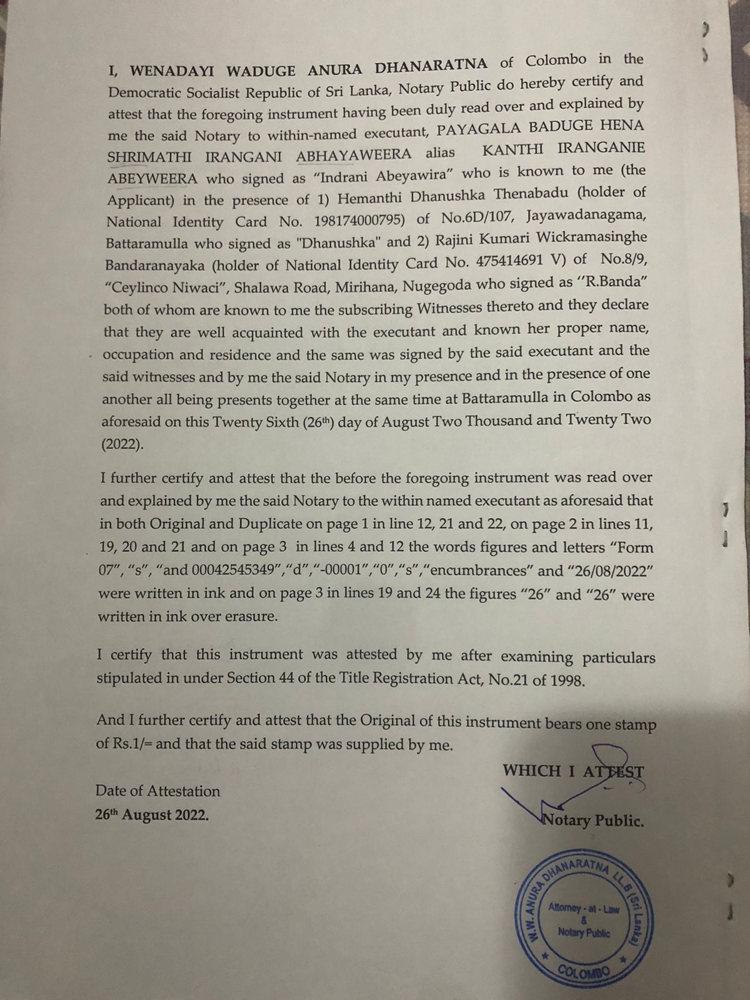 I, WENADAYI WADUGE ANURA DHANARATNA of Colombo in the
Democratic Socialist Republic of Sri Lanka, Notary Public do hereby certify and
attest that the foregoing instrument having been duly read over and explained by
me the said Notary to within-named executant, PAYAGALA BADUGE HENA
SHRIMATHI IRANGANI ABHAYAWEERA alias KANTHI IRANGANIE
ABEYWEERA who signed as “Indrani Abeyawira” who is known to me (the
Applicant) in the presence of 1) Hemanthi Dhanushka Thenabadu (holder of
National Identity Card No. 198174000795) of No.6D/107, Jayawadanagama,
Battaramulla who signed as "Dhanushka" and 2) Rajini Kumari Wickramasinghe
Bandaranayaka (holder of National Identity Card No. 475414691 V) of No.8/9,
“Ceylinco Niwaci”, Shalawa Road, Mirihana, Nugegoda who signed as ‘’R.Banda”
both of whom are known to me the subscribing Witnesses thereto and they declare
that they are well acquainted with the executant and known her proper name,
occupation and residence and the same was signed by the said executant and the
said witnesses and by me the said Notary in my presence and in the presence of one
another all being presents together at the same time at Battaramulla in Colombo as
aforesaid on this Twenty Sixth (26th) day of August Two Thousand and Twenty Two
(2022).
I further certify and attest that the before the foregoing instrument was read over
and explained by me the said Notary to the within named executant as aforesaid that
in both Original and Duplicate on page 1 in line 12, 21 and 22, on page 2 in lines 11,
19, 20 and 21 and on page 3 in lines 4 and 12 the words figures and letters “Form
07”, “s”, “and 00042545349”,“d”,“-00001”,“0”,“s”,“encumbrances” and “26/08/2022”
were written in ink and on page 3 in lines 19 and 24 the figures “26” and “26” were
written in ink over erasure.
I certify that this instrument was attested by me after examining particulars
stipulated in under Section 44 of the Title Registration Act, No.21 of 1998.
And I further certify and attest that the Original of this instrument bears one stamp
of Rs.1/= and that the said stamp was supplied by me.
WHICH I ATTEST
Date of Attestation
26th August 2022.
Notary Public.
W.W. ANURA DHANARATNA LL.B (Sri Lanka)
Attorney - at - Law
&
Notary Public
COLOMBO